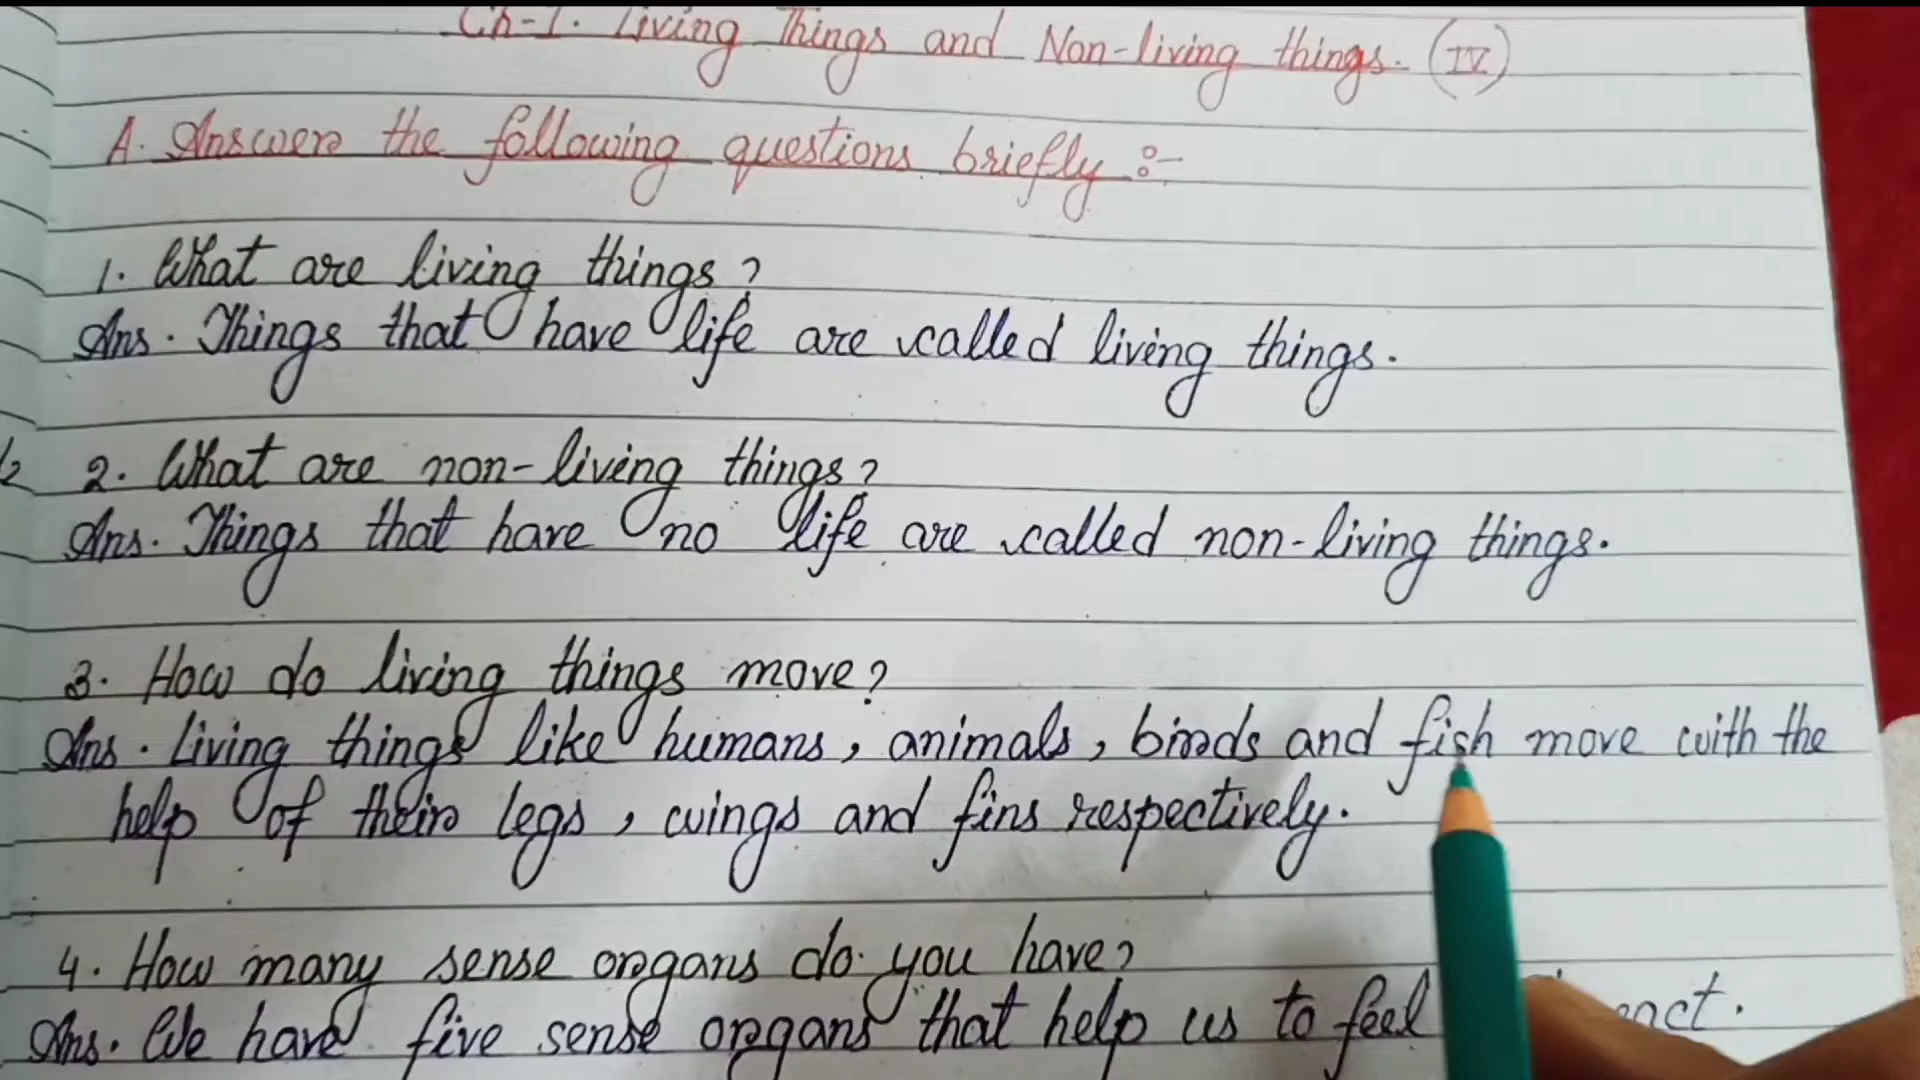 Ch-1. Living Things and Non-living things. (IV)
A. Answer the following questions briefly :-
1. What are living things?
Ans. Things that have life are called living things.
2. What are non-living things?
Ans. Things that have no life are called non-living things.
3. How do living things move?
Ans. Living things like humans, animals, birds and fish move with the
help of their legs, wings and fins respectively.
4. How many sense organs do you have?
Ans. We have five sense organs that help us to feel